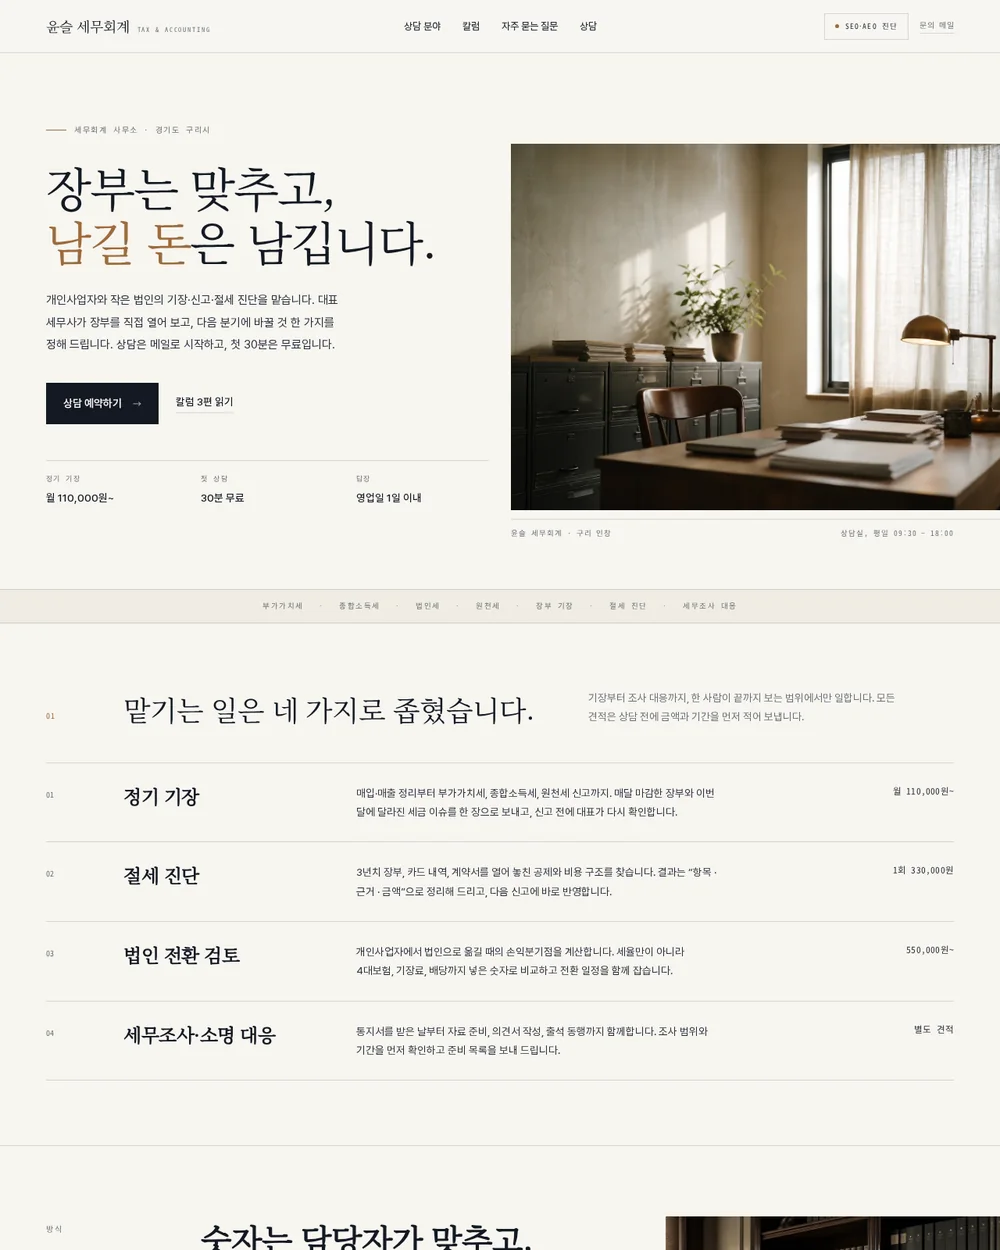 윤슬 세무회계 TAX & ACCOUNTING
상담 분야
칼럼
자주 묻는 질문
상담
SEO·AEO 진단
문의 메일
세무회계 사무소 · 경기도 구리시
장부는 맞추고,
남길 돈은 남깁니다.
개인사업자와 작은 법인의 기장·신고·절세 진단을 맡습니다. 대표
세무사가 장부를 직접 열어 보고, 다음 분기에 바꿀 것 한 가지를
정해 드립니다. 상담은 메일로 시작하고, 첫 30분은 무료입니다.
상담 예약하기 →
칼럼 3편 읽기
정기 기장
월 110,000원~
첫 상담
30분 무료
답장
영업일 1일 이내
윤슬 세무회계 · 구리 인창
상담실, 평일 09:30 – 18:00
부가가치세 · 종합소득세 · 법인세 · 원천세 · 장부 기장 · 절세 진단 · 세무조사 대응
01
맡기는 일은 네 가지로 좁혔습니다.
기장부터 조사 대응까지, 한 사람이 끝까지 보는 범위에서만 일합니다. 모든
견적은 상담 전에 금액과 기간을 먼저 적어 보냅니다.
01
정기 기장
매입·매출 정리부터 부가가치세, 종합소득세, 원천세 신고까지. 매달 마감한 장부와 이번
달에 달라진 세금 이슈를 한 장으로 보내고, 신고 전에 대표가 다시 확인합니다.
월 110,000원~
02
절세 진단
3년치 장부, 카드 내역, 계약서를 열어 놓친 공제와 비용 구조를 찾습니다. 결과는 “항목 ·
근거 · 금액”으로 정리해 드리고, 다음 신고에 바로 반영합니다.
1회 330,000원
03
법인 전환 검토
개인사업자에서 법인으로 옮길 때의 손익분기점을 계산합니다. 세율만이 아니라
4대보험, 기장료, 배당까지 넣은 숫자로 비교하고 전환 일정을 함께 잡습니다.
550,000원~
04
세무조사·소명 대응
통지서를 받은 날부터 자료 준비, 의견서 작성, 출석 동행까지 함께합니다. 조사 범위와
기간을 먼저 확인하고 준비 목록을 보내 드립니다.
별도 견적
방식
숫자는 담당자가 맞추고,